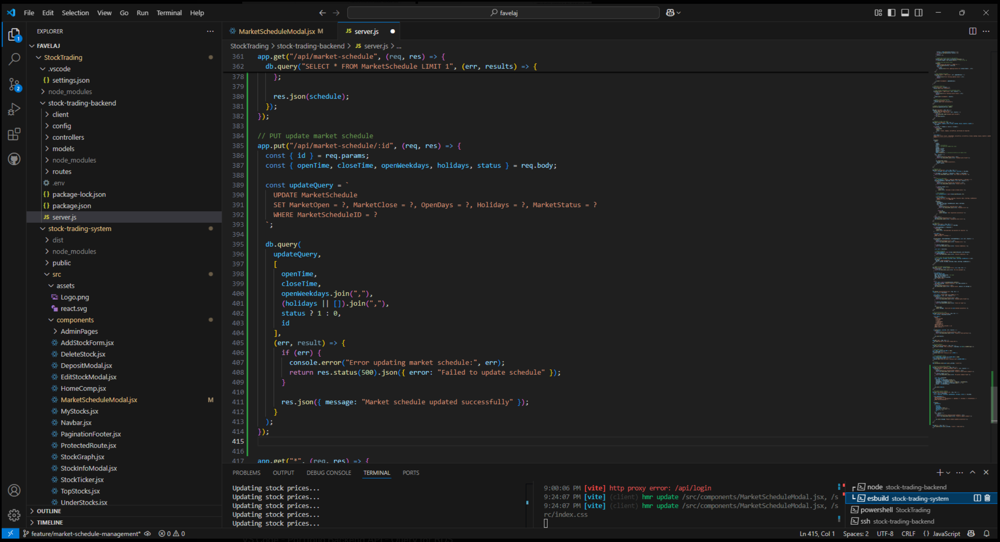 File Edit Selection View Go Run Terminal Help
favelaj
EXPLORER
FAVELAJ
StockTrading
.vscode
{} settings.json
node_modules
stock-trading-backend
client
config
controllers
models
node_modules
routes
.env
{} package-lock.json
{} package.json
JS server.js
stock-trading-system
dist
node_modules
public
src
assets
Logo.png
react.svg
components
AdminPages
AddStockForm.jsx
DeleteStock.jsx
DepositModal.jsx
EditStockModal.jsx
HomeComp.jsx
MarketScheduleModal.jsx M
MyStocks.jsx
Navbar.jsx
PaginationFooter.jsx
ProtectedRoute.jsx
StockGraph.jsx
StockInfoModal.jsx
StockTicker.jsx
TopStocks.jsx
UnderStocks.jsx
OUTLINE
TIMELINE
1
2
MarketScheduleModal.jsx M
JS server.js
StockTrading > stock-trading-backend > JS server.js > ...
361 app.get("/api/market-schedule", (req, res) => {
362 db.query("SELECT * FROM MarketSchedule LIMIT 1", (err, results) => {
378 };
379
380 res.json(schedule);
381 });
382 });
383
384 // PUT update market schedule
385 app.put("/api/market-schedule/:id", (req, res) => {
386 const { id } = req.params;
387 const { openTime, closeTime, openWeekdays, holidays, status } = req.body;
388
389 const updateQuery = `
390 UPDATE MarketSchedule
391 SET MarketOpen = ?, MarketClose = ?, OpenDays = ?, Holidays = ?, MarketStatus = ?
392 WHERE MarketScheduleID = ?
393 `;
394
395 db.query(
396 updateQuery,
397 [
398 openTime,
399 closeTime,
400 openWeekdays.join(","),
401 (holidays || []).join(","),
402 status ? 1 : 0,
403 id
404 ],
405 (err, result) => {
406 if (err) {
407 console.error("Error updating market schedule:", err);
408 return res.status(500).json({ error: "Failed to update schedule" });
409 }
410
411 res.json({ message: "Market schedule updated successfully" });
412 }
413 );
414 });
415
416
417 app.get("*", (req, res) => {
PROBLEMS OUTPUT DEBUG CONSOLE TERMINAL PORTS
Updating stock prices...
Updating stock prices...
Updating stock prices...
Updating stock prices...
Updating stock prices...
9:00:06 PM [vite] http proxy error: /api/login
9:24:07 PM [vite] (client) hmr update /src/components/MarketScheduleModal.jsx, /s
9:24:07 PM [vite] (client) hmr update /src/components/MarketScheduleModal.jsx, /s
rc/index.css
node stock-trading-backend
esbuild stock-trading-system
powershell StockTrading
ssh stock-trading-backend
feature/market-schedule-management* 0 0
Ln 415, Col 1 Spaces: 2 UTF-8 CRLF {} JavaScript